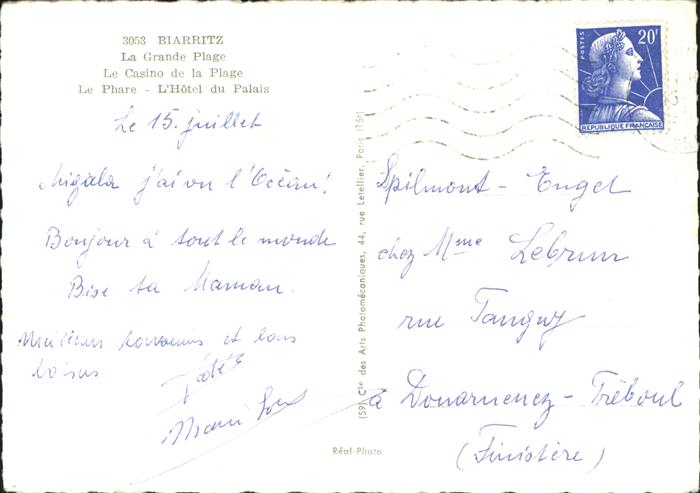 3053 BIARRITZ
La Grande Plage
Le Casino de la Plage
Le Phare - L'Hôtel du Palais
Le 15. juillet
j'ai vu l'Océan!
Bonjour à tout le monde
Bise ta Maman.
Meilleurs souvenirs et bons
baisers
(59) Cie des Arts Photomécaniques, 44, rue Letellier, Paris (15e)
Réal-Photo
POSTES
20F
REPUBLIQUE FRANÇAISE
Spilmont - Engel
chez Mme Lebrun
rue Tanguy
à Douarnenez - Tréboul
(Finistère)